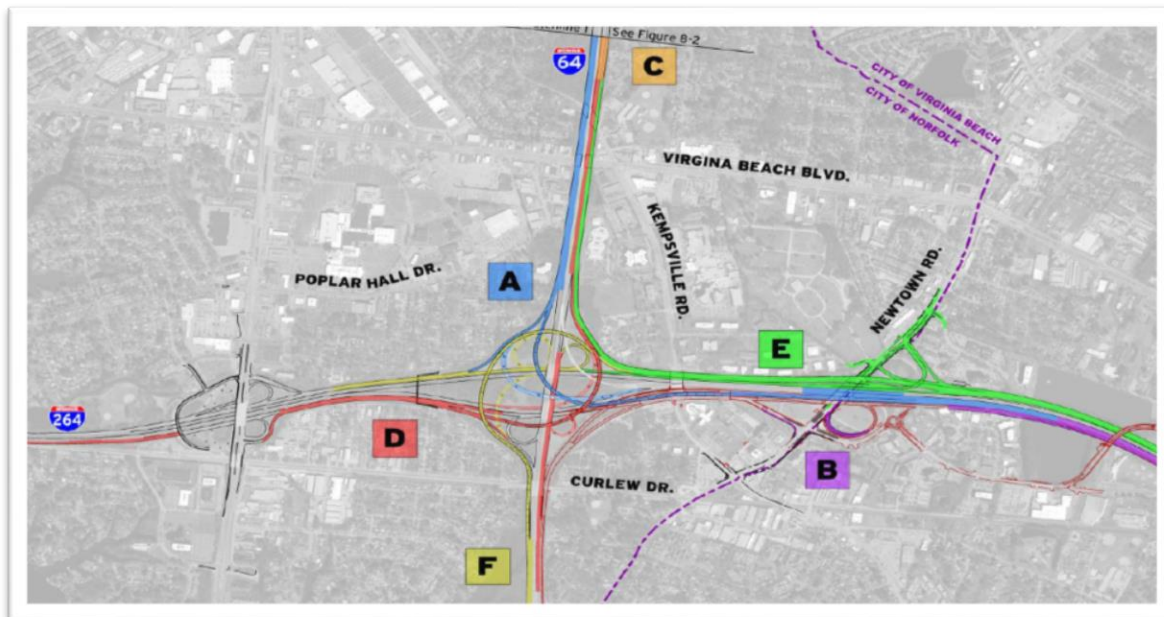 See Figure 8-2
64
C
CITY OF VIRGINIA BEACH
CITY OF NORFOLK
VIRGINA BEACH BLVD.
KEMPSVILLE RD.
POPLAR HALL DR.
A
NEWTOWN RD.
E
264
D
B
CURLEW DR.
F